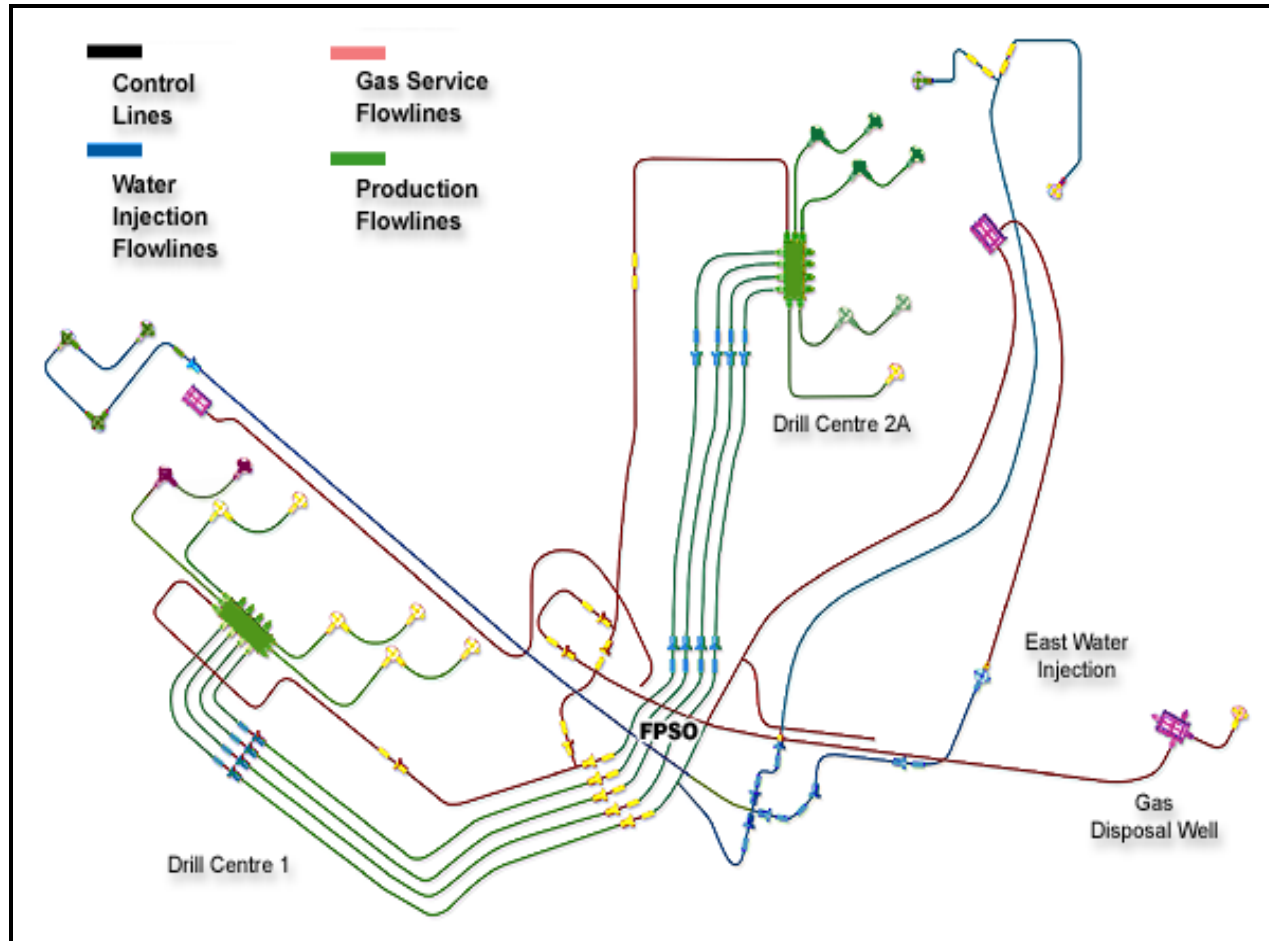 Control
Lines
Gas Service
Flowlines
Water
Injection
Flowlines
Production
Flowlines
Drill Centre 2A
East Water
Injection
FPSO
Gas
Disposal Well
Drill Centre 1